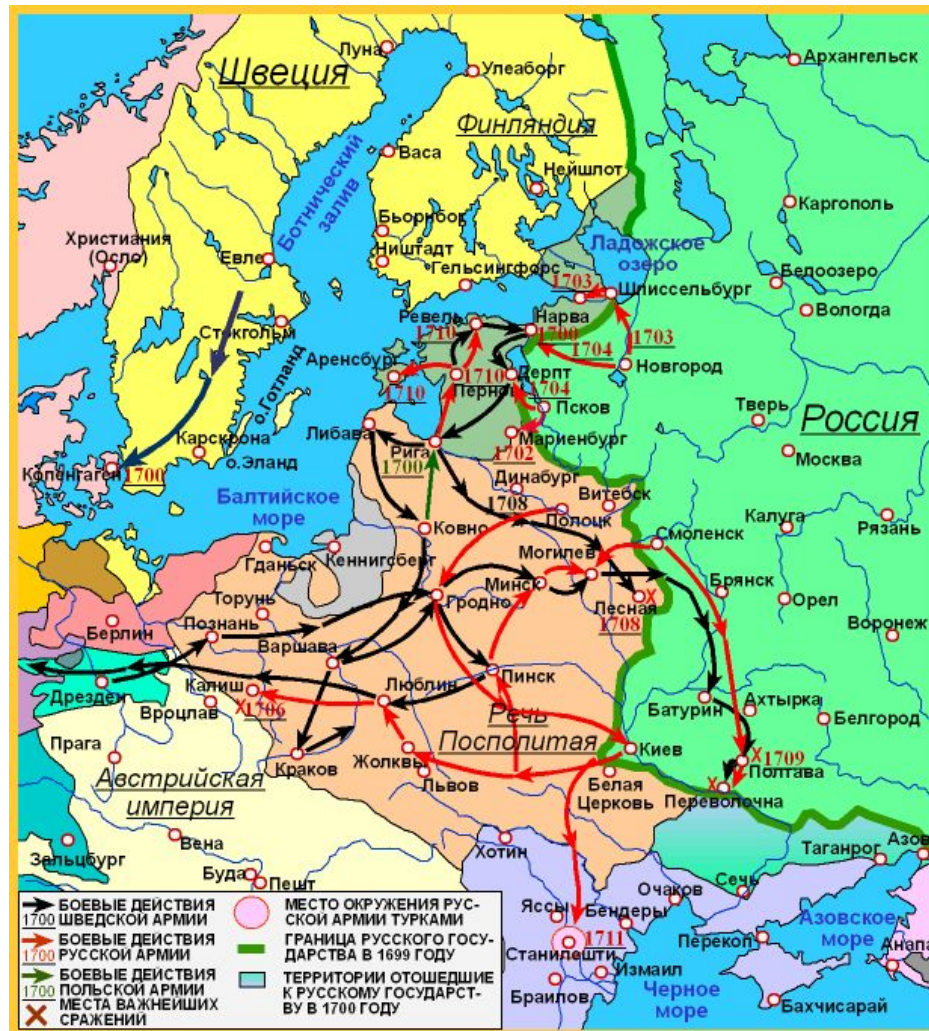 Луна
Швеция
Улеаборг
Архангельск
Финляндия
Васа
Нейшлот
Ботнический
залив
Каргополь
Христиания
(Осло)
Евле
Бьорнборг
Ништадт
Гельсингфорс
Ладожское
озеро
1703
Шлиссельбург
Белоозеро
Вологда
Стокгольм
Ревель
1710
Нарва
1700
1704
1703
Новгород
Аренсбург
1710
Пернов
1710
Дерпт
1704
Псков
о.Готланд
Тверь
Россия
Либава
Карскрона
о.Эланд
Копенгаген
1700
Рига
1700
Мариенбург
1702
Москва
Балтийское
море
Динабург
1708
Витебск
Полоцк
Ковно
Смоленск
Калуга
Рязань
Гданьск
Кеннигсберг
Могилев
Минск
Брянск
Торунь
Гродно
Лесная
1708
Орел
Берлин
Познань
Воронеж
Варшава
Дрезден
Калиш
1706
Люблин
Пинск
Батурин
Ахтырка
Белгород
Вроцлав
Речь
Посполитая
Прага
Краков
Жолквы
Львов
Киев
1709
Полтава
Австрийская
империя
Белая
Церковь
Переволочна
Вена
Зальцбург
Буда
Пешт
Хотин
Таганрог
Азов
Сечь
Очаков
Яссы
Бендеры
Азовское
море
Перекоп
Анапа
1711
Станилешти
Измаил
Браилов
Черное
море
Бахчисарай
БОЕВЫЕ ДЕЙСТВИЯ
1700 ШВЕДСКОЙ АРМИИ
БОЕВЫЕ ДЕЙСТВИЯ
1700 РУССКОЙ АРМИИ
БОЕВЫЕ ДЕЙСТВИЯ
1700 ПОЛЬСКОЙ АРМИИ
МЕСТА ВАЖНЕЙШИХ
СРАЖЕНИЙ
МЕСТО ОКРУЖЕНИЯ РУС-
СКОЙ АРМИИ ТУРКАМИ
ГРАНИЦА РУССКОГО ГОСУ-
ДАРСТВА В 1699 ГОДУ
ТЕРРИТОРИИ ОТОШЕДШИЕ
К РУССКОМУ ГОСУДАРСТ-
ВУ В 1700 ГОДУ